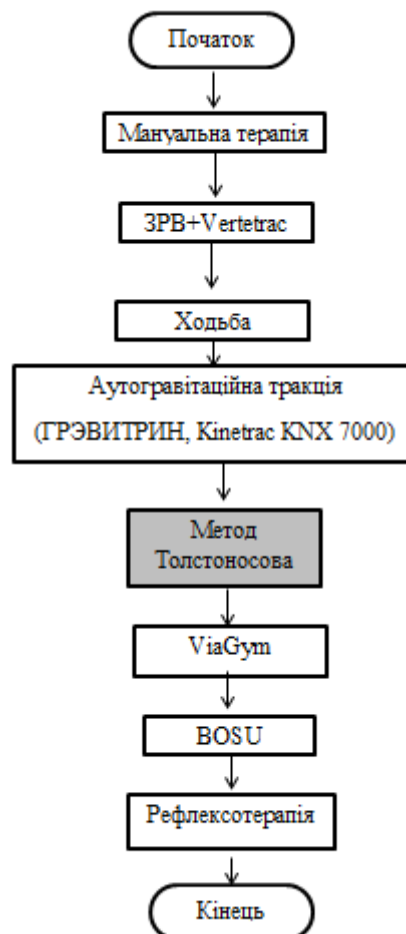 Початок
Мануальна терапія
ЗРВ+Vertetrac
Ходьба
Аутогравітаційна тракція
(ГРЭВИТРИН, Kinetrac KNX 7000)
Метод
Толстоносова
ViaGym
BOSU
Рефлексотерапія
Кінець